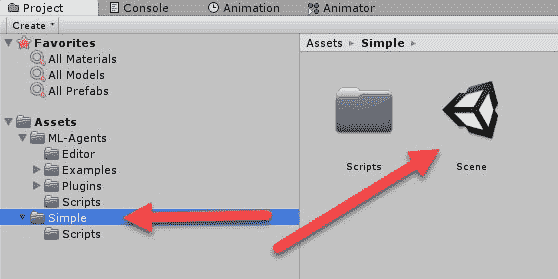 Project Console Animation Animator
Create
Favorites
All Materials
All Models
All Prefabs
Assets
ML-Agents
Editor
Examples
Plugins
Scripts
Simple
Scripts
Assets Simple
Scripts Scene